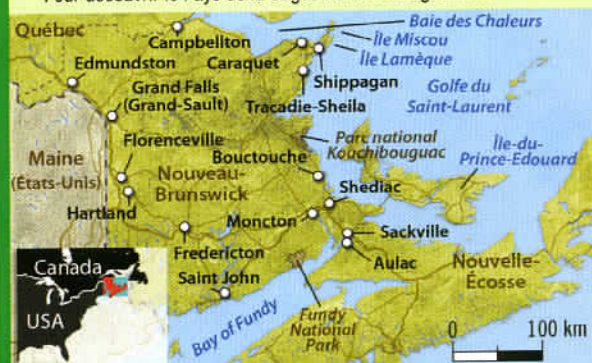 Québec
Baie des Chaleurs
Campbellton
Île Miscou
Edmundston
Caraquet
Île Lamèque
Grand Falls
(Grand-Sault)
Shippagan
Golfe du
Saint-Laurent
Tracadie-Sheila
Florenceville
Parc national
Kouchibouguac
Île-du-
Prince-Edouard
Maine
(États-Unis)
Bouctouche
Nouveau-
Brunswick
Shediac
Hartland
Moncton
Sackville
Fredericton
Aulac
Nouvelle-
Écosse
Canada
Saint John
USA
Bay of Fundy
Fundy
National
Park
0 100 km